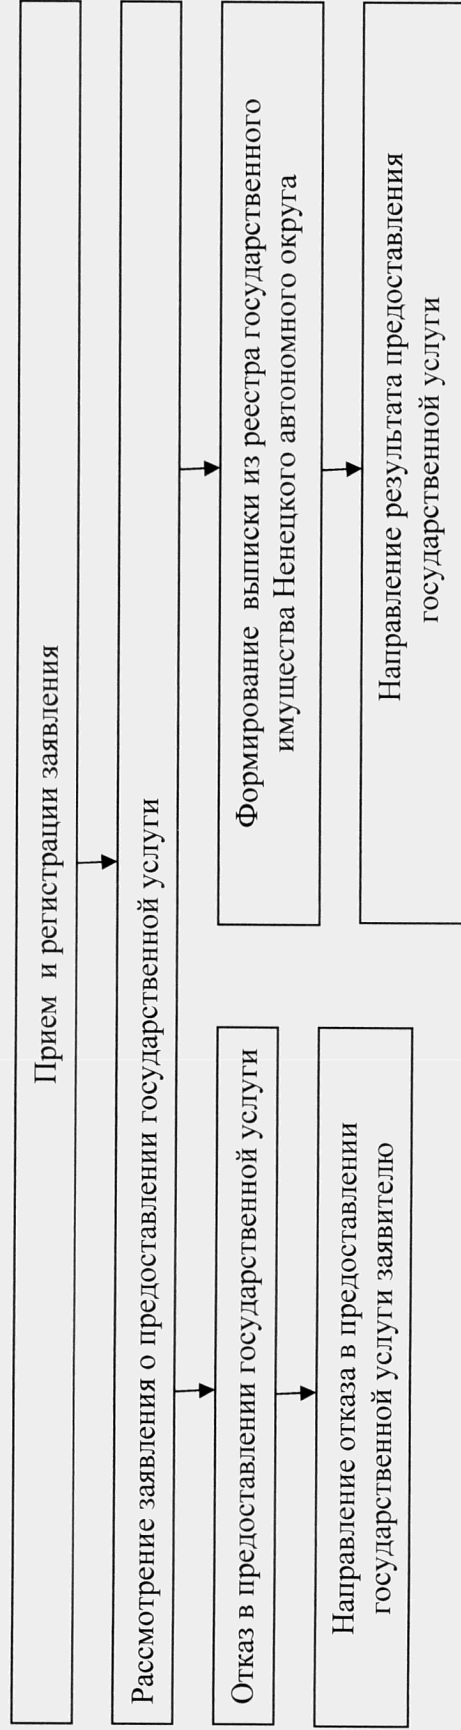 Прием и регистрации заявления
Рассмотрение заявления о предоставлении государственной услуги
Отказ в предоставлении государственной услуги
Направление отказа в предоставлении
государственной услуги заявителю
Формирование выписки из реестра государственного
имущества Ненецкого автономного округа
Направление результата предоставления
государственной услуги